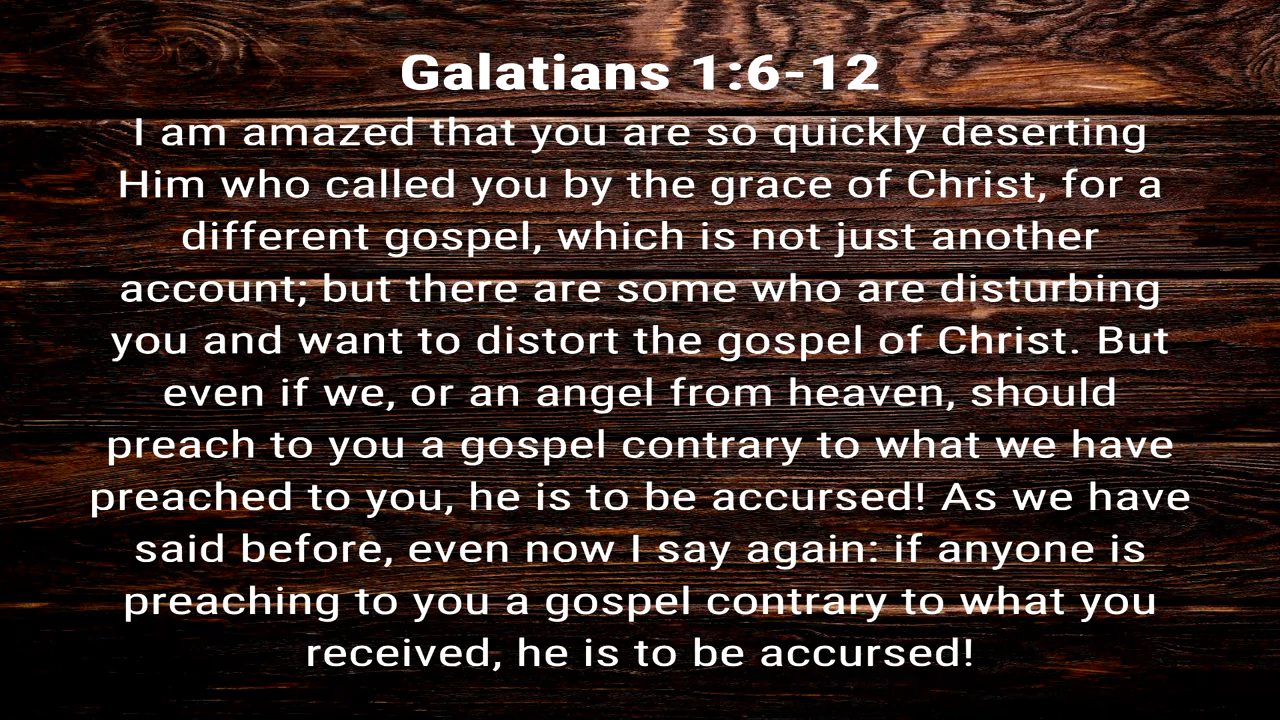 Galatians 1:6-12
I am amazed that you are so quickly deserting
Him who called you by the grace of Christ, for a
different gospel, which is not just another
account; but there are some who are disturbing
you and want to distort the gospel of Christ. But
even if we, or an angel from heaven, should
preach to you a gospel contrary to what we have
preached to you, he is to be accursed! As we have
said before, even now I say again: if anyone is
preaching to you a gospel contrary to what you
received, he is to be accursed!